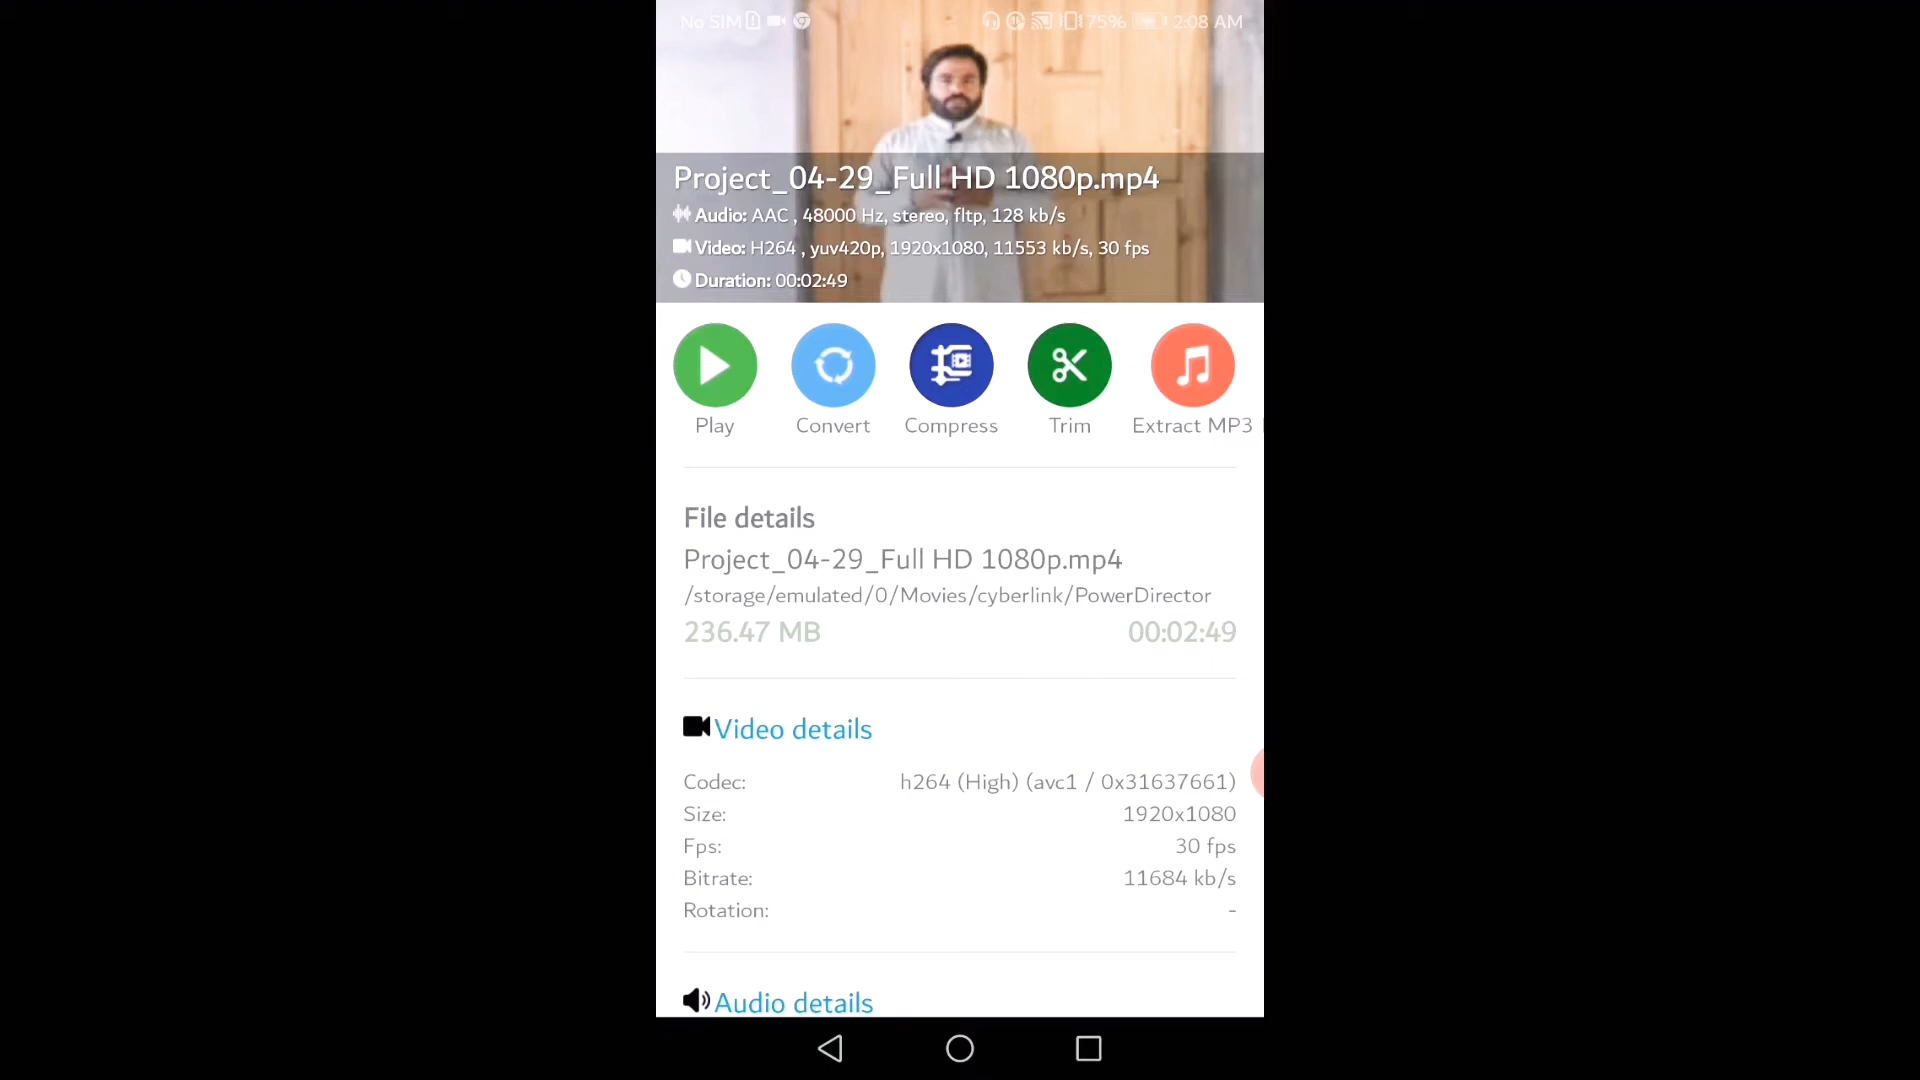 No SIM 75% 2:08 AM
Project_04-29_Full HD 1080p.mp4
Audio: AAC , 48000 Hz, stereo, fltp, 128 kb/s
Video: H264 , yuv420p, 1920x1080, 11553 kb/s, 30 fps
Duration: 00:02:49
Play Convert Compress Trim Extract MP3
File details
Project_04-29_Full HD 1080p.mp4
/storage/emulated/0/Movies/cyberlink/PowerDirector
236.47 MB 00:02:49
Video details
Codec: h264 (High) (avc1 / 0x31637661)
Size: 1920x1080
Fps: 30 fps
Bitrate: 11684 kb/s
Rotation: -
Audio details